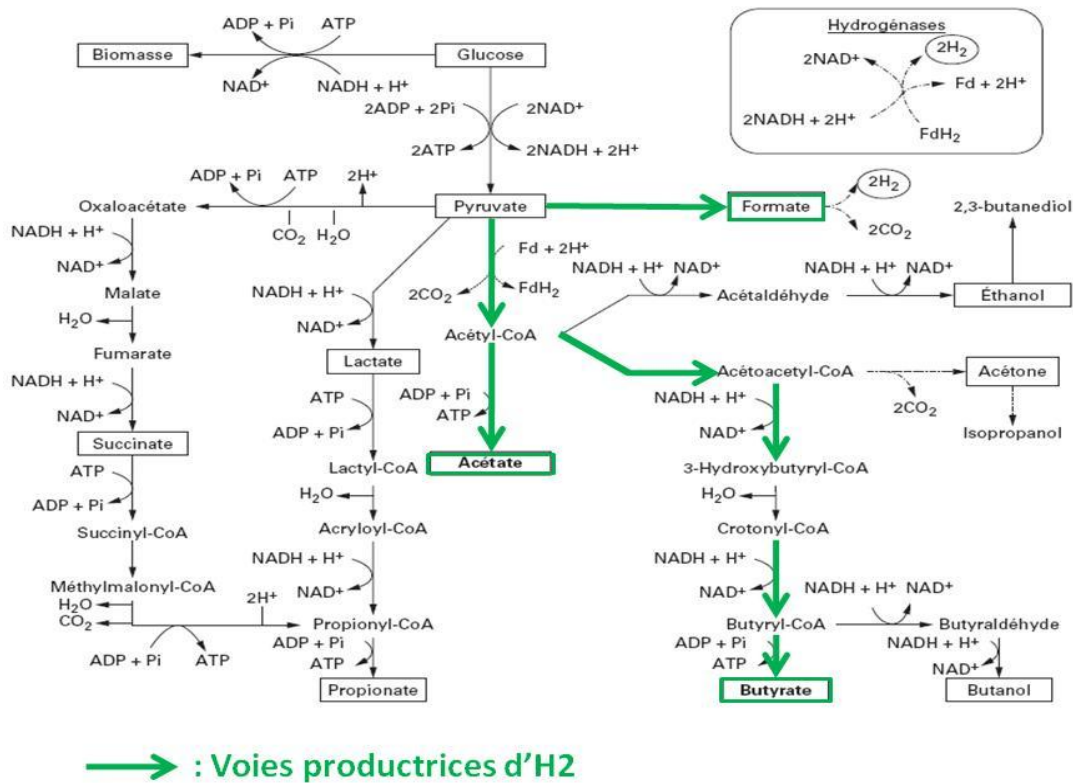 ADP + Pi ATP
Biomasse
Glucose
NAD⁺ NADH + H⁺
Hydrogénases
2H₂
2NAD⁺
Fd + 2H⁺
2NADH + 2H⁺
FdH₂
2ADP + 2Pi 2NAD⁺
2ATP 2NADH + 2H⁺
ADP + Pi ATP 2H⁺
Oxaloacétate
CO₂ H₂O
Pyruvate
Formate
2H₂
2CO₂
2,3-butanediol
NADH + H⁺
NAD⁺
Malate
H₂O
Fumarate
NADH + H⁺
NAD⁺
Succinate
ATP
ADP + Pi
Succinyl-CoA
Méthylmalonyl-CoA
H₂O
CO₂
2H⁺
ADP + Pi ATP
NADH + H⁺
NAD⁺
Lactate
ATP
ADP + Pi
Lactyl-CoA
H₂O
Acryloyl-CoA
NADH + H⁺
NAD⁺
Propionyl-CoA
ADP + Pi
ATP
Propionate
Fd + 2H⁺
2CO₂ FdH₂
Acétyl-CoA
ADP + Pi
ATP
Acétate
NADH + H⁺ NAD⁺
Acétaldéhyde
NADH + H⁺ NAD⁺
Éthanol
Acétoacetyl-CoA
2CO₂
Acétone
Isopropanol
NADH + H⁺
NAD⁺
3-Hydroxybutyryl-CoA
H₂O
Crotonyl-CoA
NADH + H⁺
NAD⁺
Butyryl-CoA
NADH + H⁺ NAD⁺
Butyraldéhyde
ADP + Pi
ATP
Butyrate
NADH + H⁺
NAD⁺
Butanol
: Voies productrices d'H2